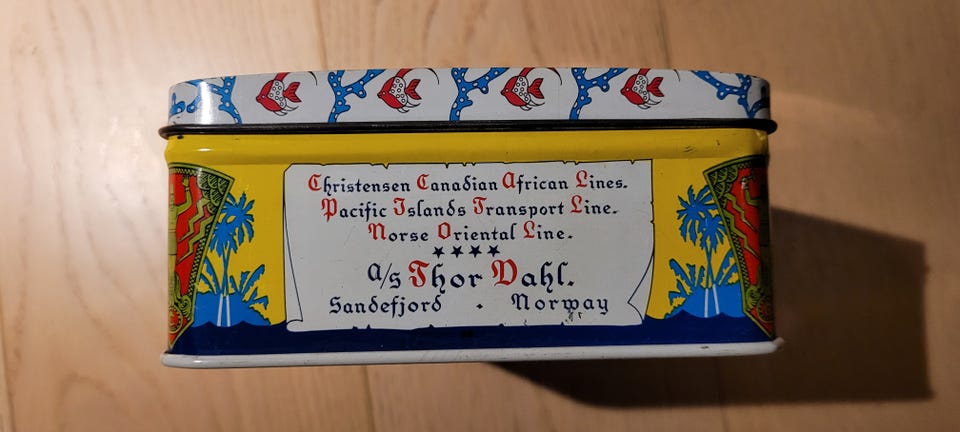 Christensen Canadian African Lines.
Pacific Islands Transport Line.
Norse Oriental Line.
★★★★
A/s Thor Dahl.
Sandefjord - Norway